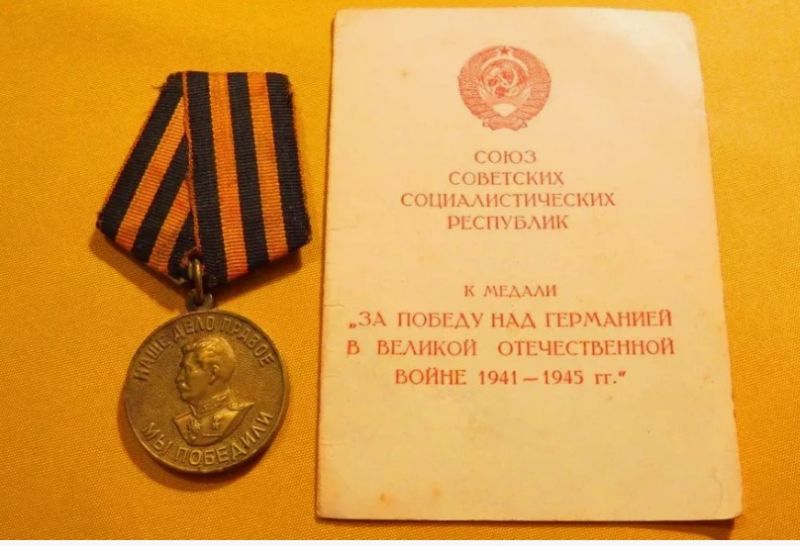 НАШЕ ДЕЛО ПРАВОЕ
МЫ ПОБЕДИЛИ
СОЮЗ
СОВЕТСКИХ
СОЦИАЛИСТИЧЕСКИХ
РЕСПУБЛИК
К МЕДАЛИ
„ЗА ПОБЕДУ НАД ГЕРМАНИЕЙ
В ВЕЛИКОЙ ОТЕЧЕСТВЕННОЙ
ВОЙНЕ 1941—1945 гг."